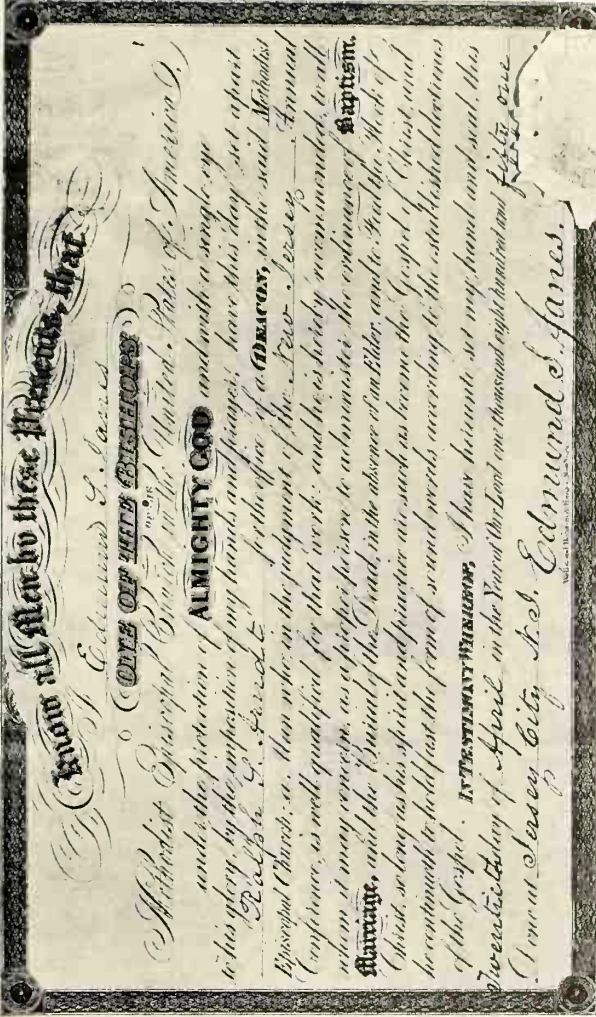 Know all Men by these Presents, that
I Edmund S. Janes
ONE OF THE BISHOPS
OF THE
Methodist Episcopal Church in the United States of America,
under the protection of ALMIGHTY GOD and with a single eye
to his glory, by the imposition of my hands and prayer, have this day set apart
Ralph S. Arndt for the office of a DEACON, in the said Methodist
Episcopal Church; a man who in the judgment of the New Jersey Annual
Conference, is well qualified for that work: and he is hereby recommended, to all
whom it may concern, as a proper person to administer the ordinances of Baptism,
Marriage, and the Burial of the Dead, in the absence of an Elder, and to Feed the Flock of
Christ, so long as his spirit and practice are such as become the Gospel of Christ, and
he continueth to hold fast the form of sound words, according to the established doctrines
of the Gospel. IN TESTIMONY WHEREOF, I have hereunto set my hand and seal, this
Twentieth day of April in the Year of Our Lord one thousand eight hundred and fifty one
Done at Jersey City N.J. Edmund S. Janes.